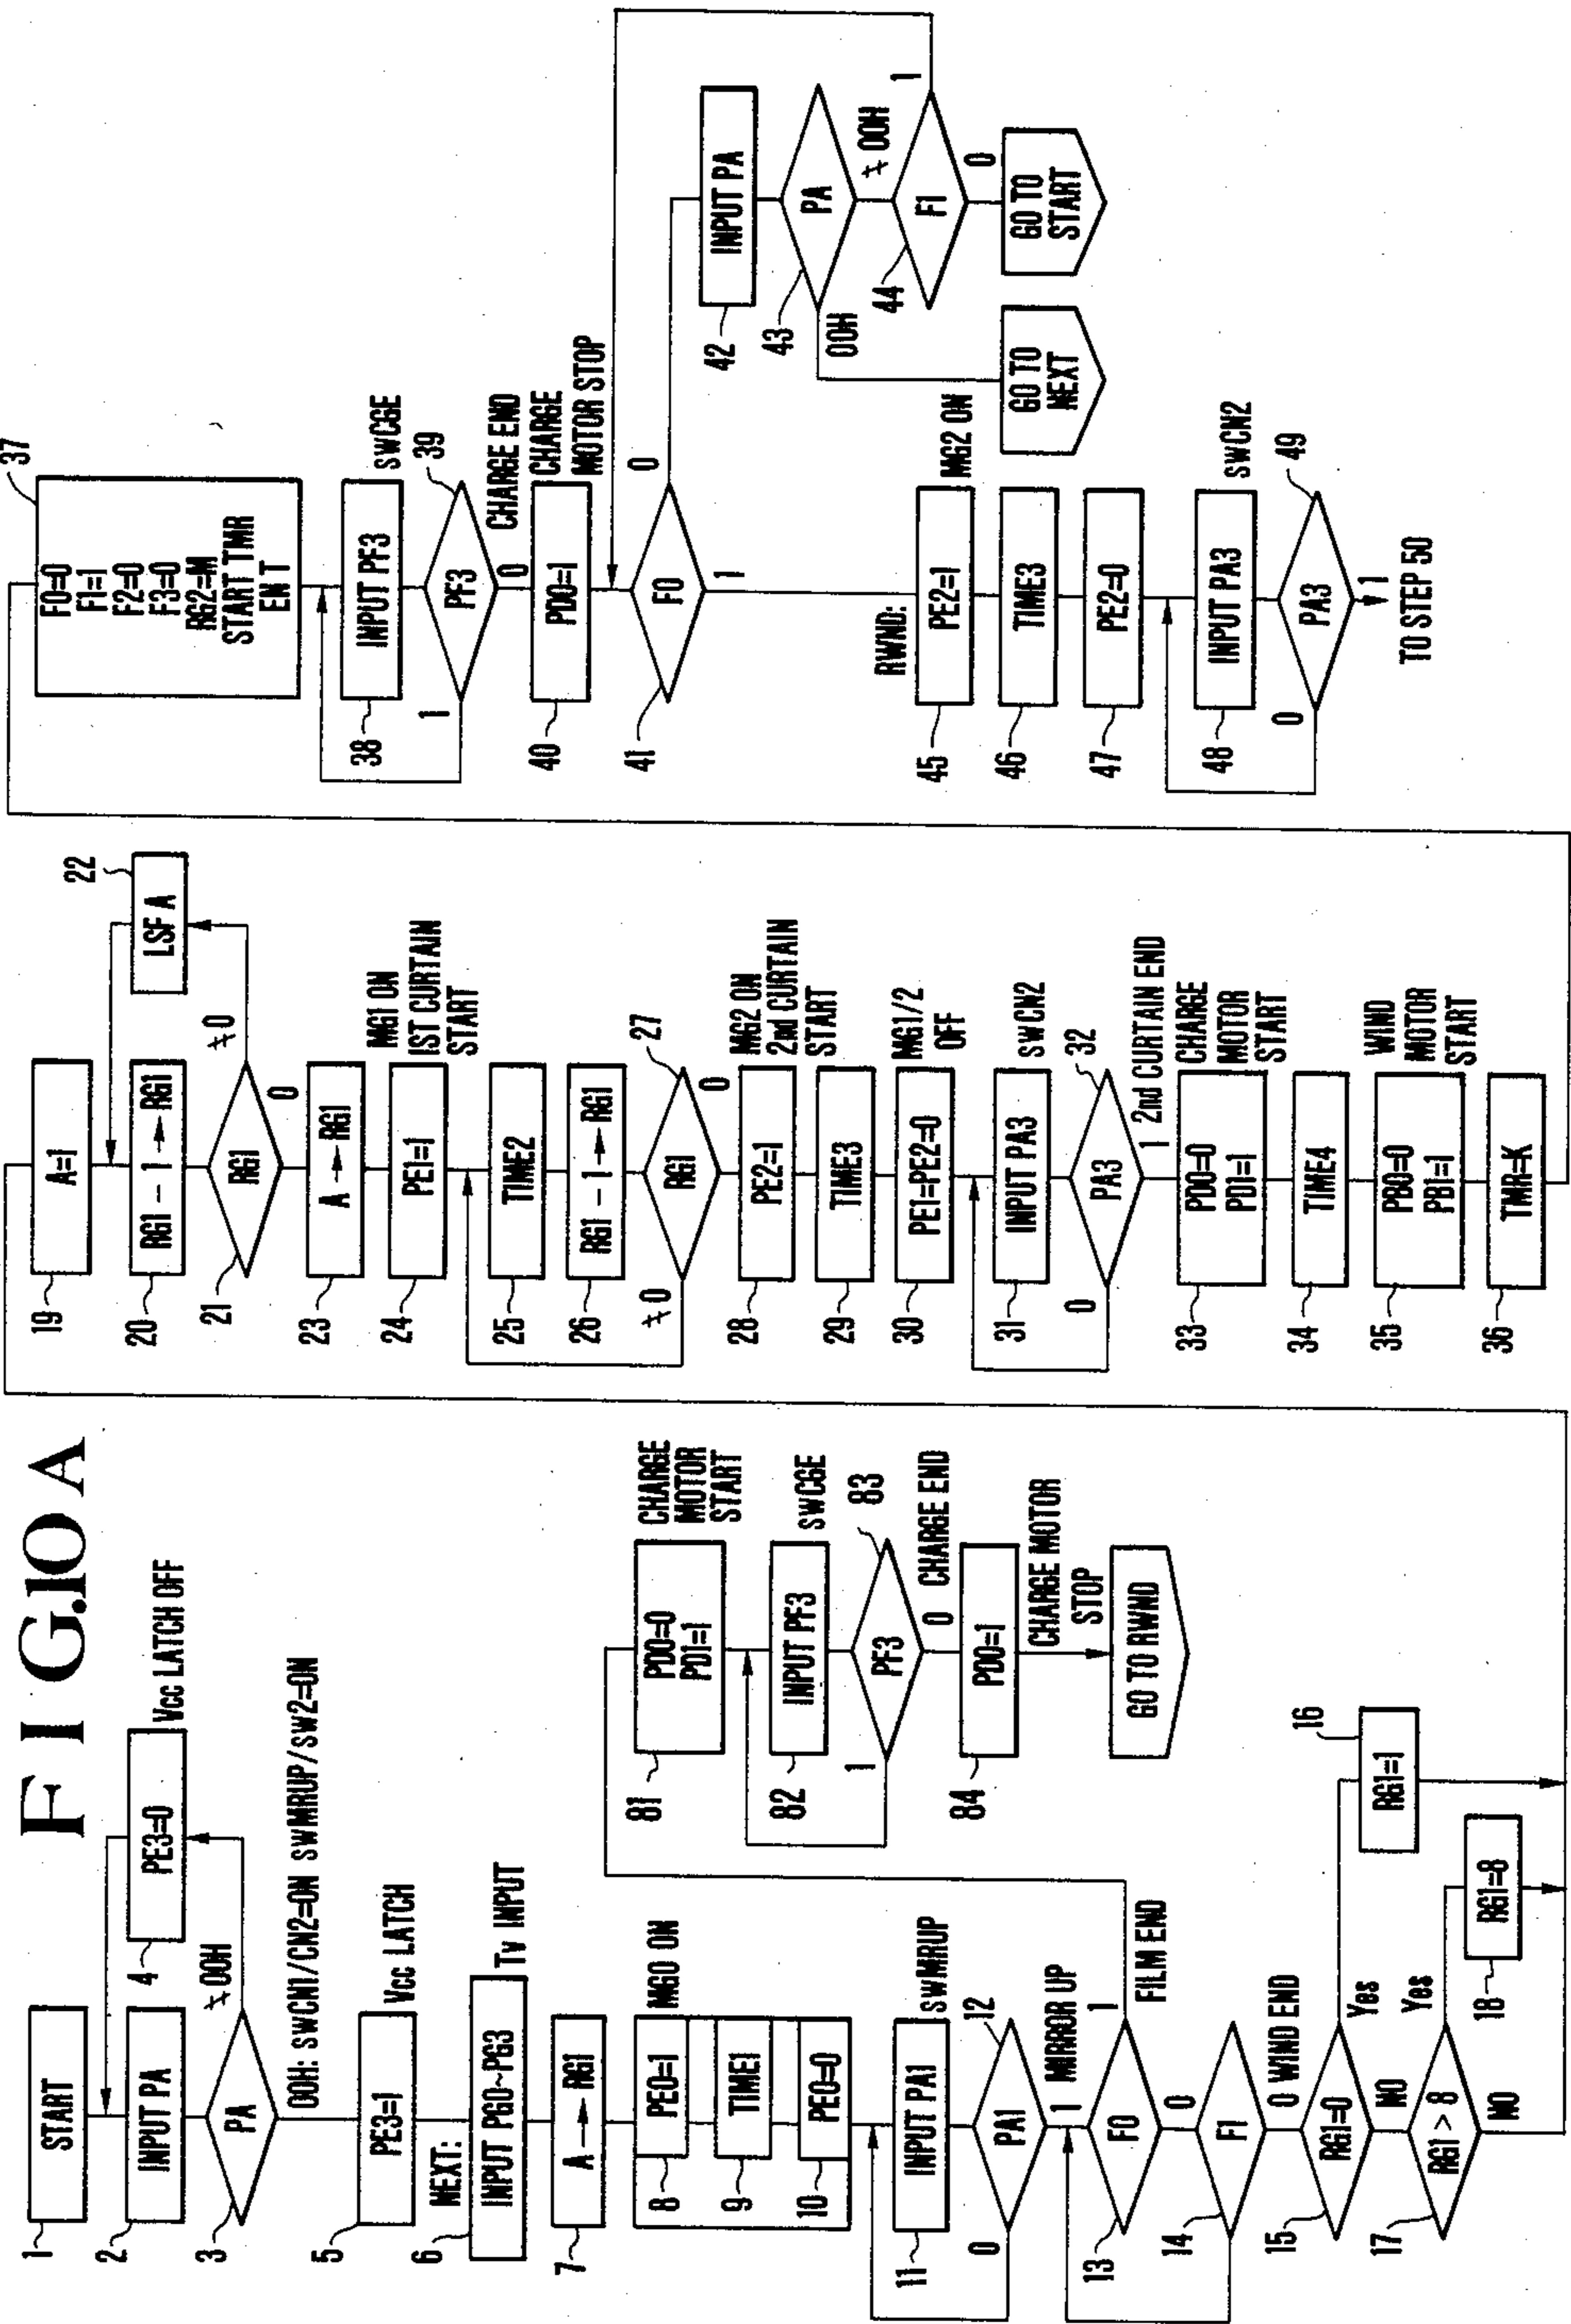 FIG.10A
1
START
2
INPUT PA
3
PA
≠ 00H
4
PE3=0
Vcc LATCH OFF
00H: SWCN1/CN2=ON SWMRUP/SW2=ON
5
PE3=1
Vcc LATCH
NEXT:
6
INPUT PG0~PG3
Tv INPUT
7
A → RG1
8
PE0=1
MG0 ON
9
TIME1
10
PE0=0
11
INPUT PA1
SWMRUP
12
PA1
0
1 MIRROR UP
13
F0
1
FILM END
0
14
F1
0 WIND END
15
RG1=0
Yes
16
RG1=1
NO
17
RG1 > 8
Yes
18
RG1=8
NO
81
PD0=0
PD1=1
CHARGE
MOTOR
START
82
INPUT PF3
SWCGE
83
PF3
1
0 CHARGE END
84
PD0=1
CHARGE MOTOR
STOP
GO TO RWND
19
A=1
20
RG1 − 1 → RG1
21
RG1
≠0
22
LSF A
0
23
A → RG1
24
PE1=1
MG1 ON
1ST CURTAIN
START
25
TIME2
26
RG1 − 1 → RG1
27
RG1
≠0
0
28
PE2=1
MG2 ON
2nd CURTAIN
START
29
TIME3
30
PE1=PE2=0
MG1/2
OFF
31
INPUT PA3
SWCN2
32
PA3
0
1 2nd CURTAIN END
33
PD0=0
PD1=1
CHARGE
MOTOR
START
34
TIME4
35
PB0=0
PB1=1
WIND
MOTOR
START
36
TMR=K
37
F0=0
F1=1
F2=0
F3=0
RG2=M
START TMR
EN T
38
INPUT PF3
SWCGE
39
PF3
1
0
CHARGE END
40
PD0=1
CHARGE
MOTOR STOP
41
F0
0
1
42
INPUT PA
43
PA
00H
≠ 00H
44
F1
1
0
GO TO
NEXT
GO TO
START
RWND:
45
PE2=1
MG2 ON
46
TIME3
47
PE2=0
48
INPUT PA3
SWCN2
49
PA3
0
1
TO STEP 50